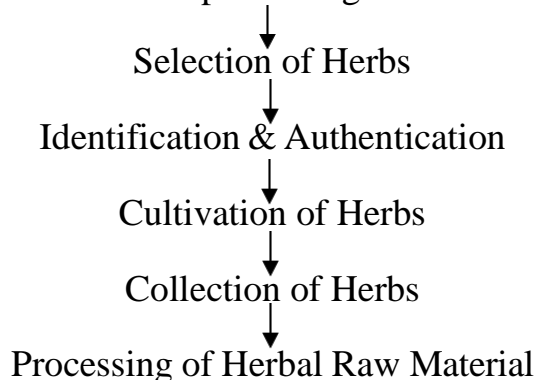 Selection of Herbs
Identification & Authentication
Cultivation of Herbs
Collection of Herbs
Processing of Herbal Raw Material